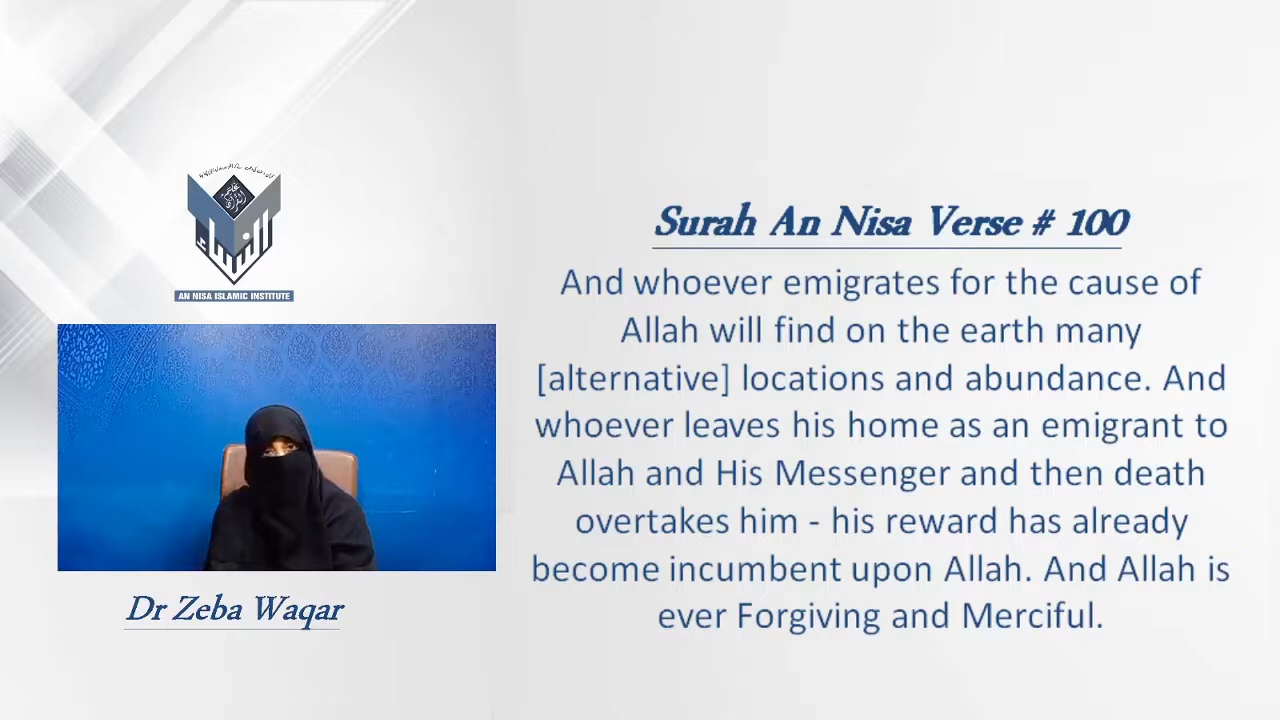 AN NISA ISLAMIC INSTITUTE
Dr Zeba Waqar
Surah An Nisa Verse # 100
And whoever emigrates for the cause of
Allah will find on the earth many
[alternative] locations and abundance. And
whoever leaves his home as an emigrant to
Allah and His Messenger and then death
overtakes him - his reward has already
become incumbent upon Allah. And Allah is
ever Forgiving and Merciful.